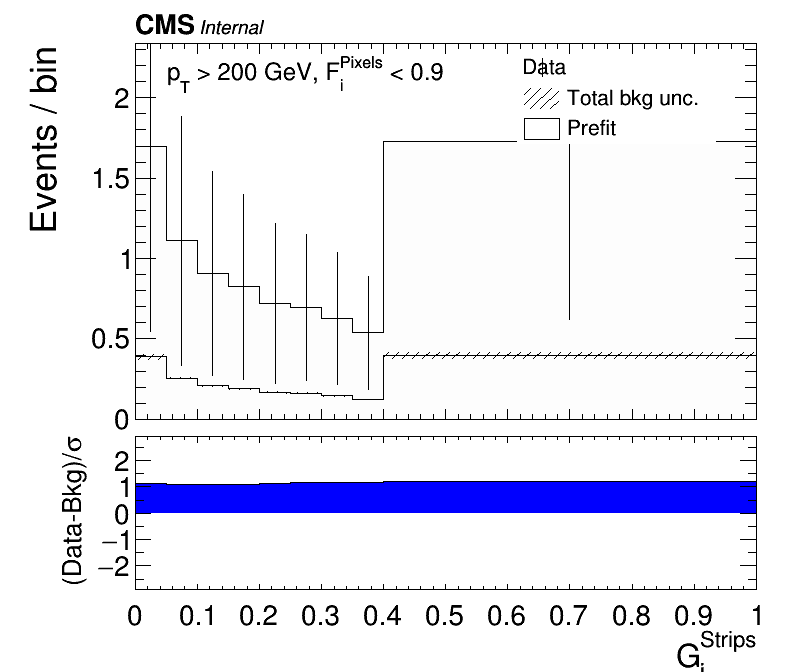 CMS Internal
p_T > 200 GeV, F_i^Pixels < 0.9
Data
Total bkg unc.
Prefit
Events / bin
2
1.5
1
0.5
0
(Data-Bkg)/σ
2
1
0
−1
−2
0 0.1 0.2 0.3 0.4 0.5 0.6 0.7 0.8 0.9 1
G_i^Strips